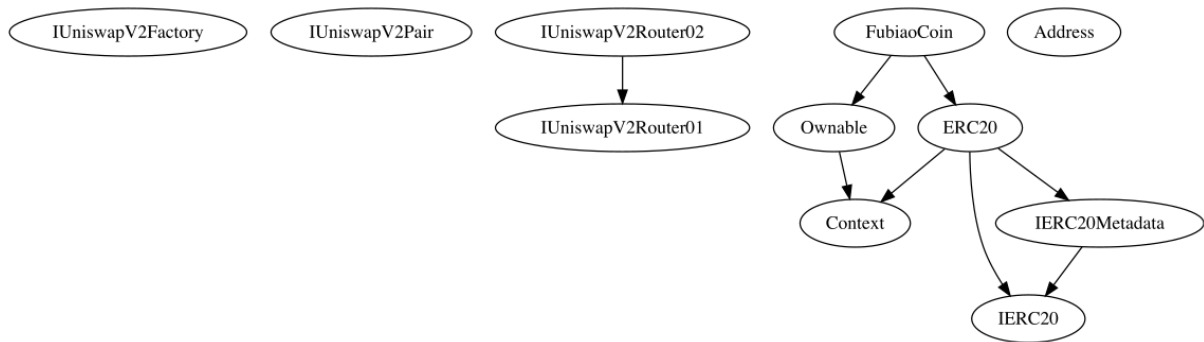 IUniswapV2Factory
IUniswapV2Pair
IUniswapV2Router02
FubiaoCoin
Address
IUniswapV2Router01
Ownable
ERC20
Context
IERC20Metadata
IERC20